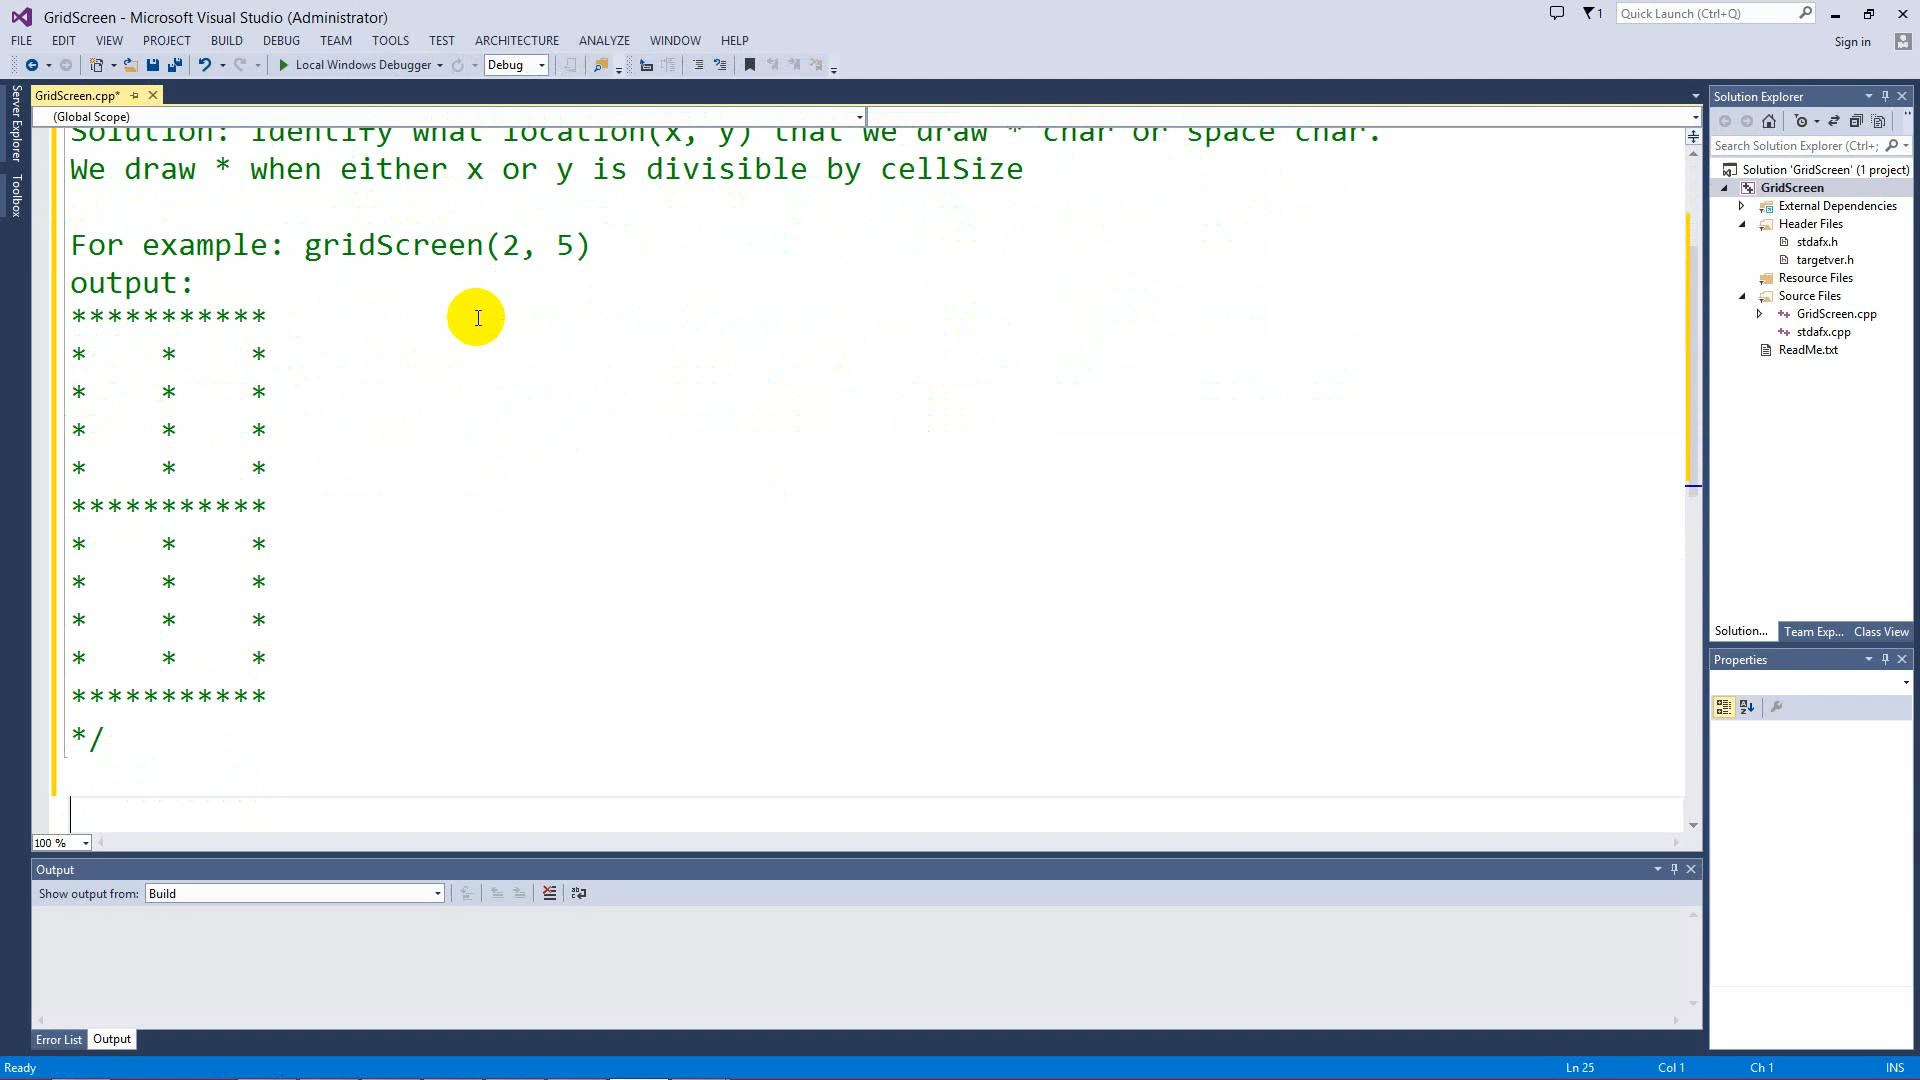 GridScreen - Microsoft Visual Studio (Administrator)
1
Quick Launch (Ctrl+Q)
FILE EDIT VIEW PROJECT BUILD DEBUG TEAM TOOLS TEST ARCHITECTURE ANALYZE WINDOW HELP
Sign in
Local Windows Debugger
Debug
Server Explorer
Toolbox
GridScreen.cpp*
(Global Scope)
Solution: Identify what location(x, y) that we draw * char or space char.
We draw * when either x or y is divisible by cellSize
For example: gridScreen(2, 5)
output:
***********
*    *    *
*    *    *
*    *    *
*    *    *
***********
*    *    *
*    *    *
*    *    *
*    *    *
***********
*/
100 %
Solution Explorer
Search Solution Explorer (Ctrl+;
Solution 'GridScreen' (1 project)
GridScreen
External Dependencies
Header Files
stdafx.h
targetver.h
Resource Files
Source Files
GridScreen.cpp
stdafx.cpp
ReadMe.txt
Solution... Team Exp... Class View
Properties
Output
Show output from: Build
Error List Output
Ready
Ln 25 Col 1 Ch 1 INS